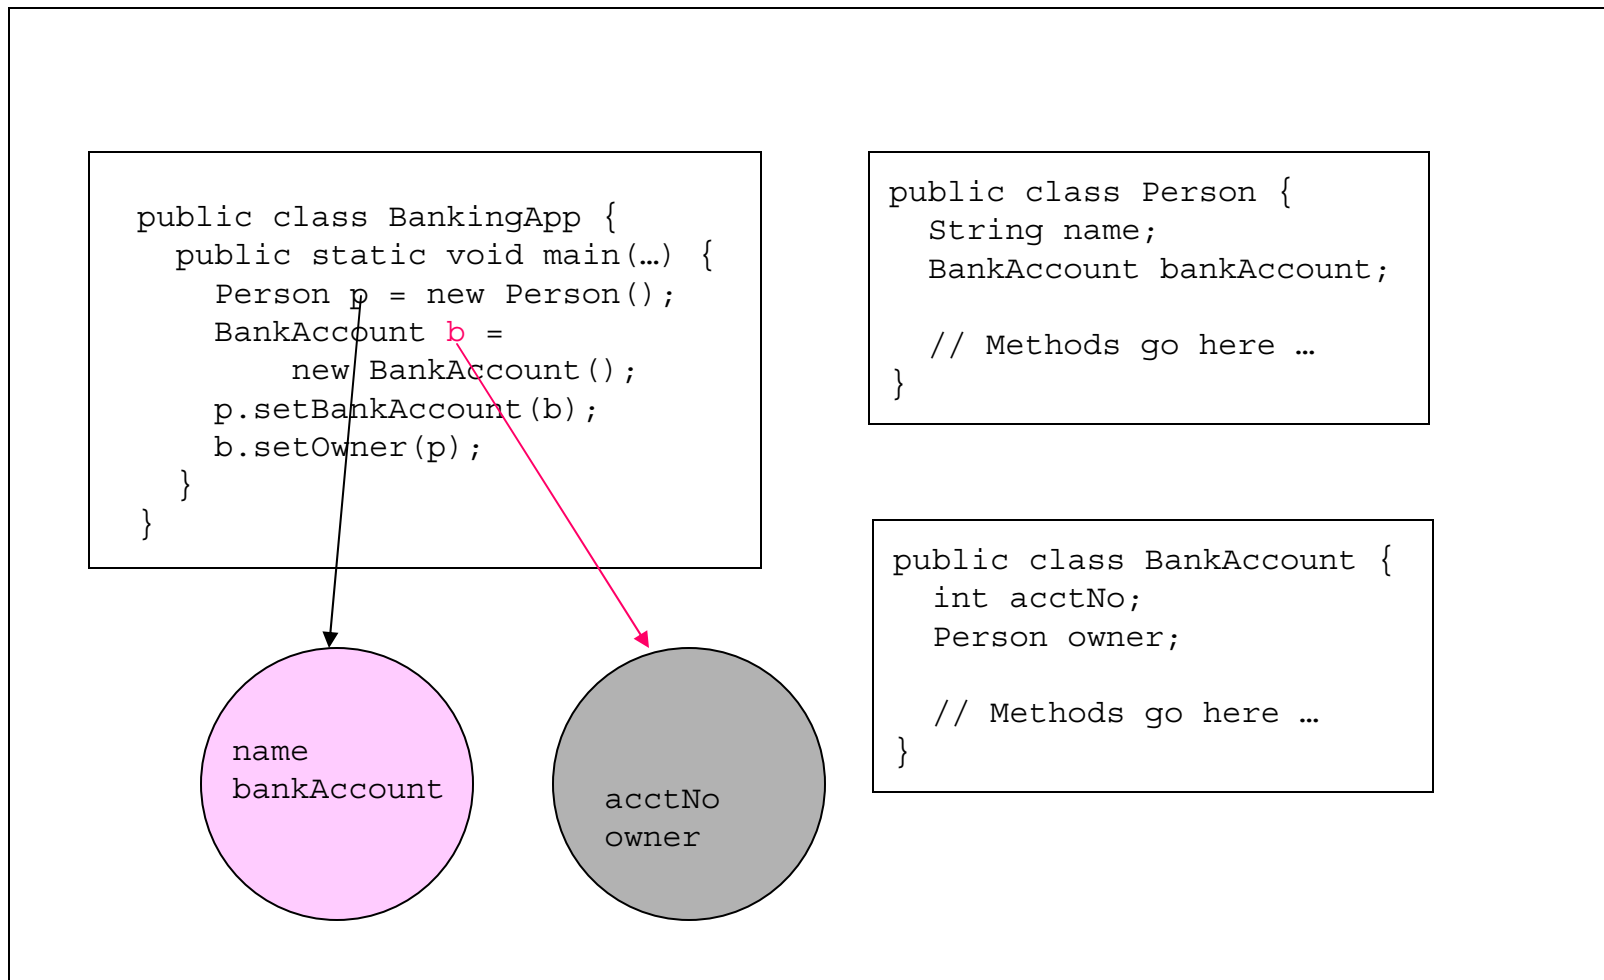 public class BankingApp {
public static void main(…) {
Person p = new Person();
BankAccount b =
new BankAccount();
p.setBankAccount(b);
b.setOwner(p);
}
}
public class Person {
String name;
BankAccount bankAccount;
// Methods go here …
}
public class BankAccount {
int acctNo;
Person owner;
// Methods go here …
}
name
bankAccount
acctNo
owner